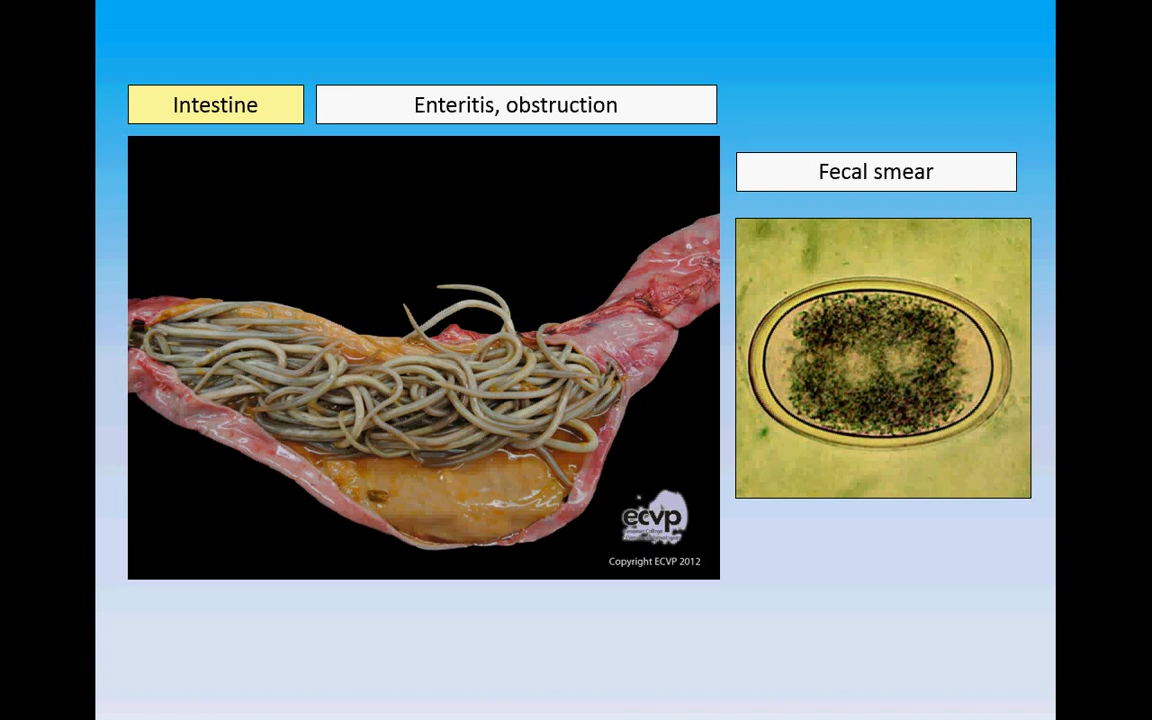 Intestine
Enteritis, obstruction
Fecal smear
ecvp
Copyright ECVP 2012